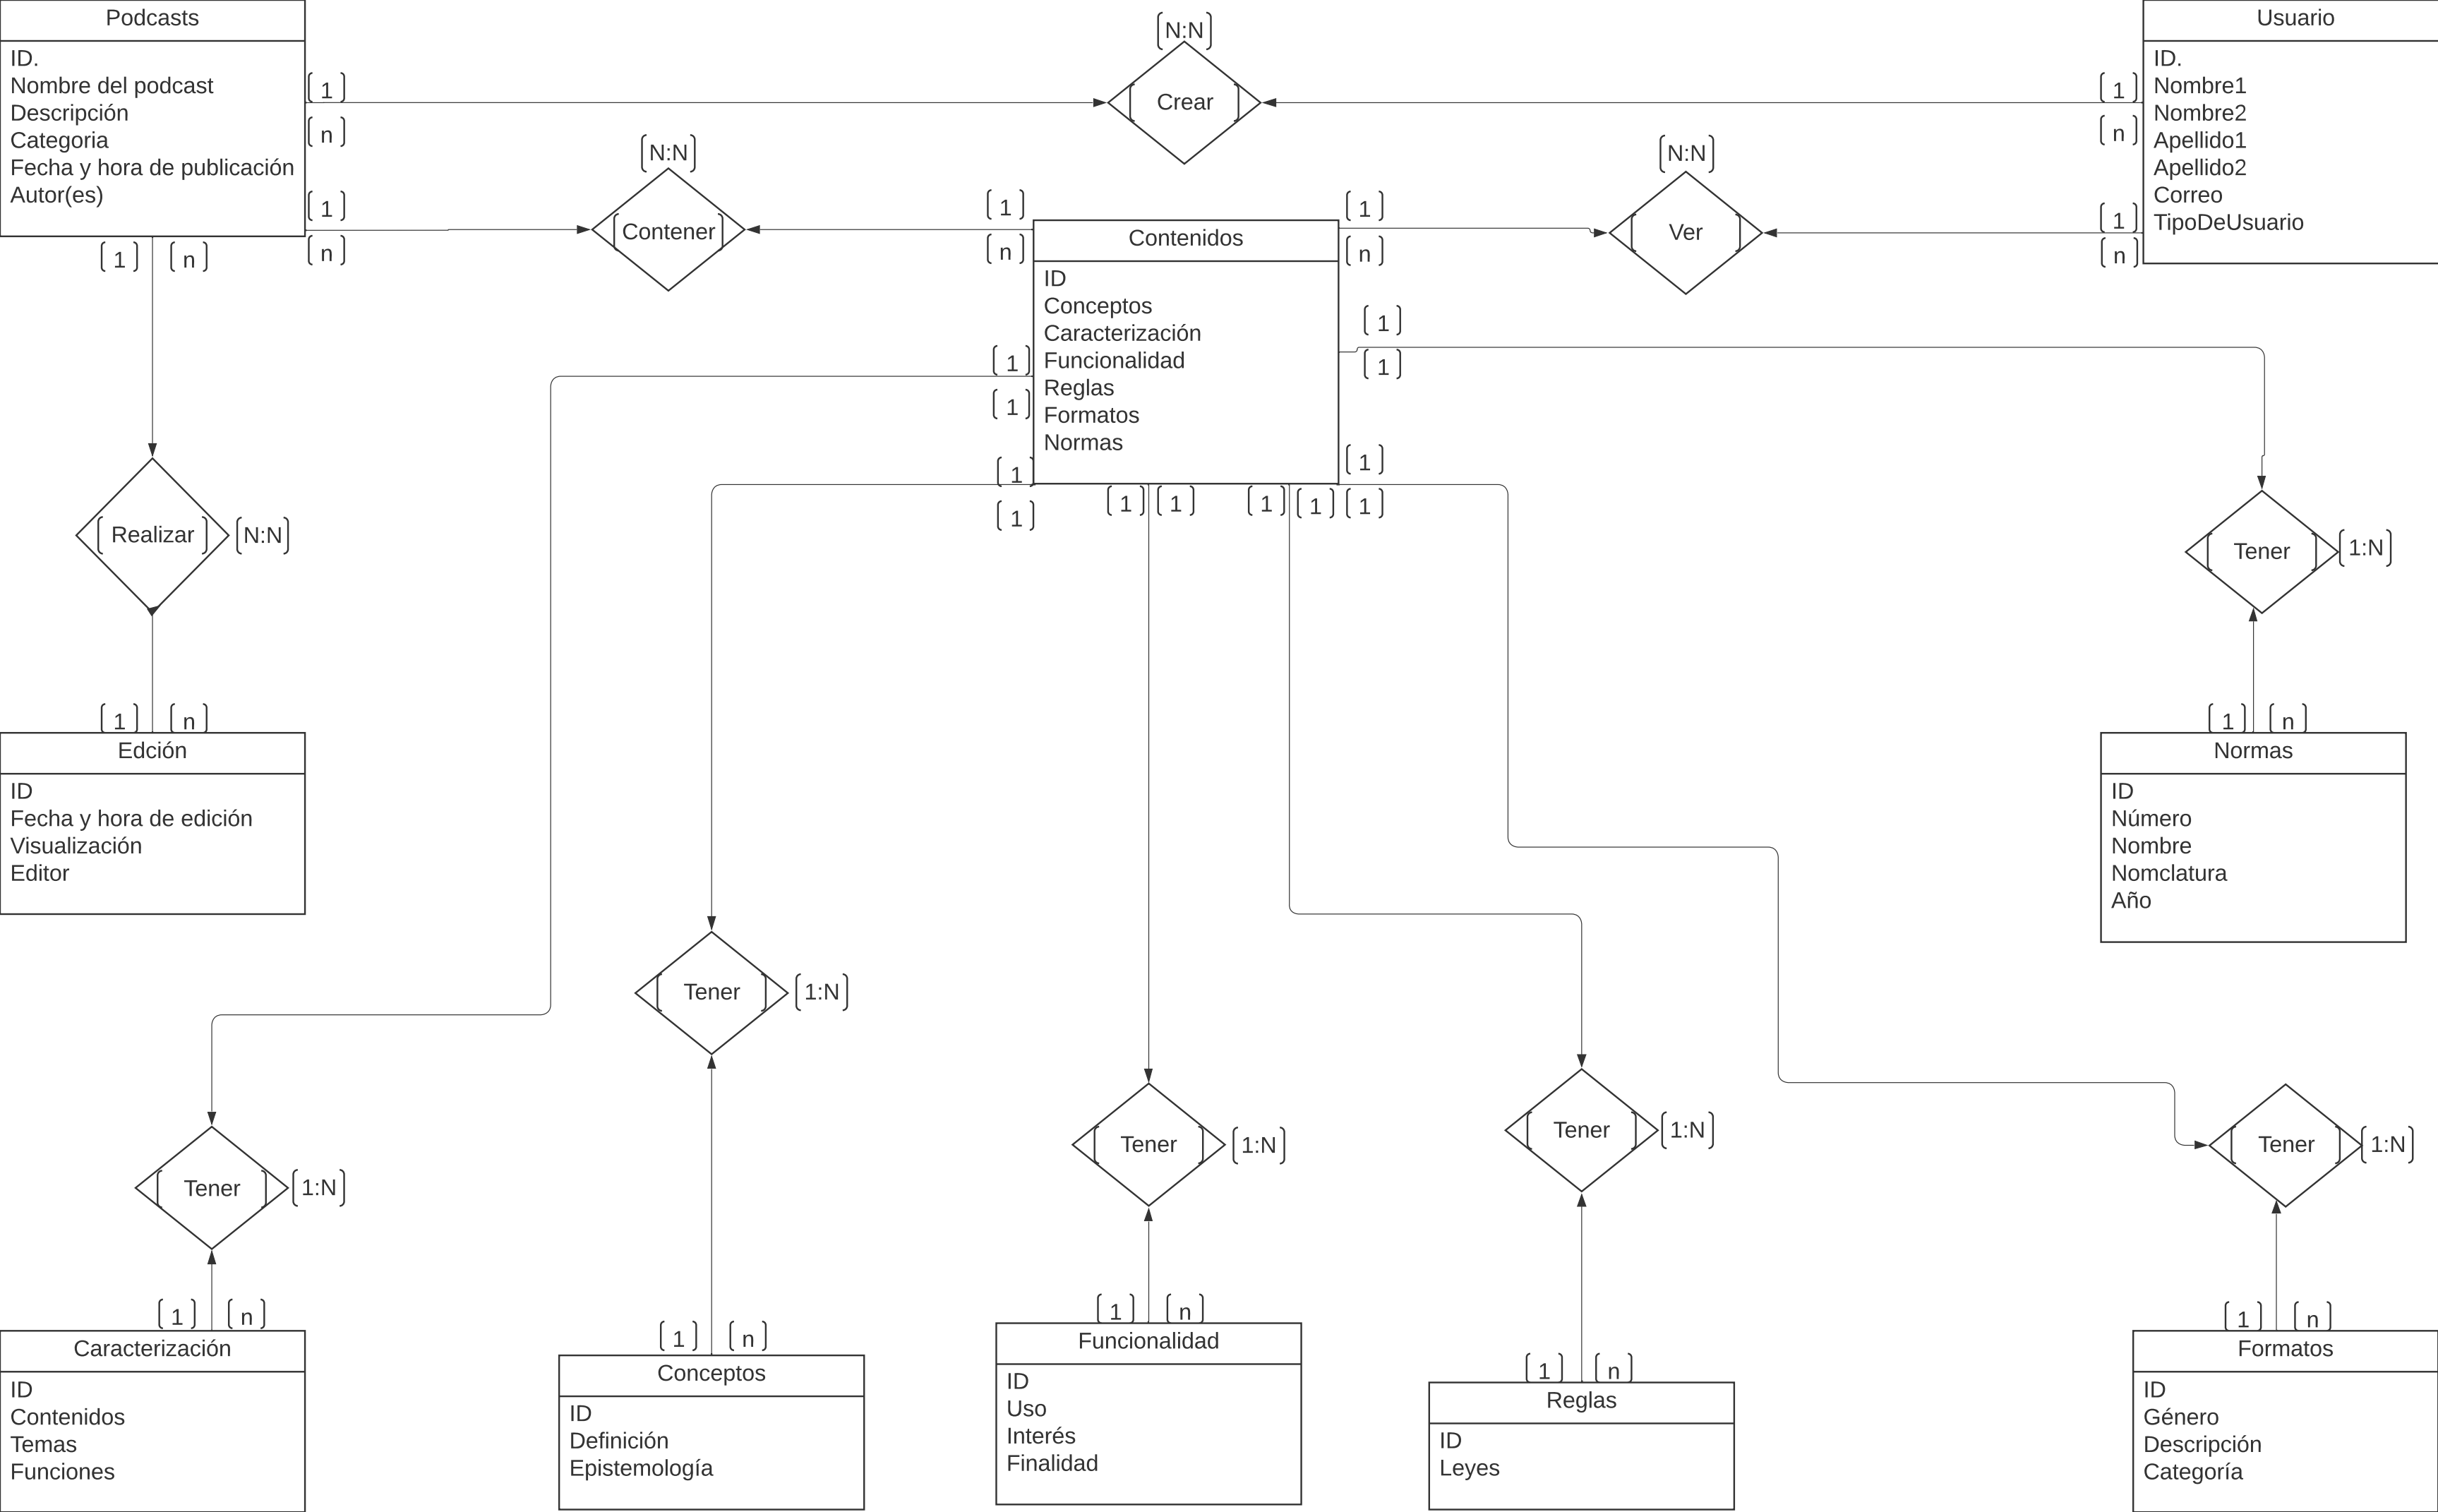 Podcasts
ID.
Nombre del podcast
Descripción
Categoria
Fecha y hora de publicación
Autor(es)
1
n
1
n
1
n
N:N
Crear
Usuario
ID.
Nombre1
Nombre2
Apellido1
Apellido2
Correo
TipoDeUsuario
1
n
1
n
N:N
Contener
N:N
Ver
1
n
1
n
Contenidos
ID
Conceptos
Caracterización
Funcionalidad
Reglas
Formatos
Normas
1
1
1
1
1
1
1
1
1
1
1
1
Realizar
N:N
Tener
1:N
1
n
Edción
ID
Fecha y hora de edición
Visualización
Editor
1
n
Normas
ID
Número
Nombre
Nomclatura
Año
Tener
1:N
Tener
1:N
Tener
1:N
Tener
1:N
Tener
1:N
1
n
Caracterización
ID
Contenidos
Temas
Funciones
1
n
Conceptos
ID
Definición
Epistemología
1
n
Funcionalidad
ID
Uso
Interés
Finalidad
1
n
Reglas
ID
Leyes
1
n
Formatos
ID
Género
Descripción
Categoría